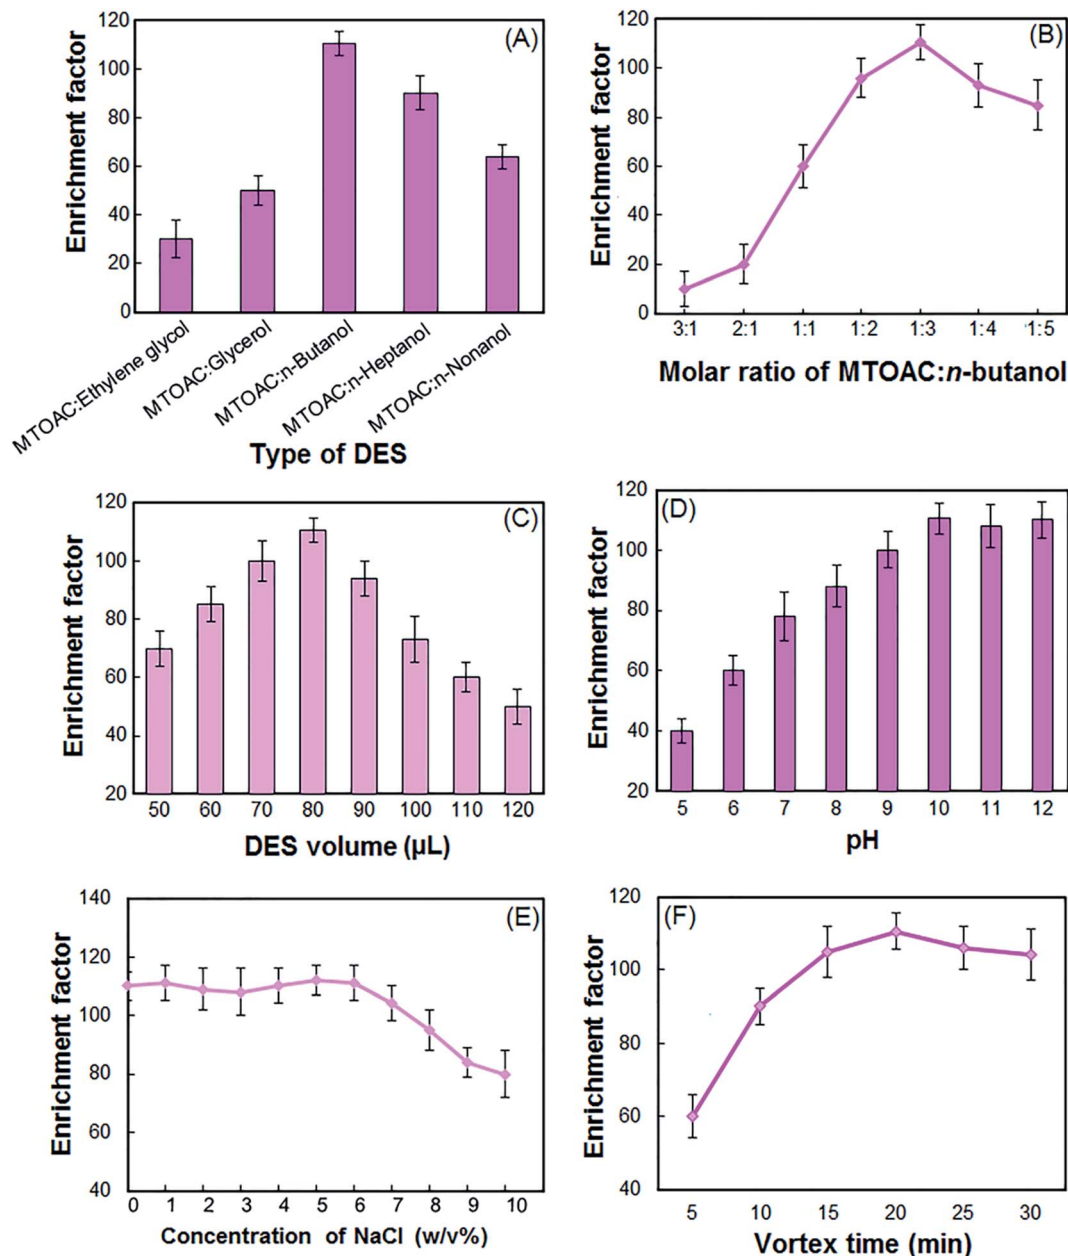 (A)
Enrichment factor
120
100
80
60
40
20
0
MTOAC:Ethylene glycol
MTOAC:Glycerol
MTOAC:n-Butanol
MTOAC:n-Heptanol
MTOAC:n-Nonanol
Type of DES
(B)
Enrichment factor
120
100
80
60
40
20
0
3:1 2:1 1:1 1:2 1:3 1:4 1:5
Molar ratio of MTOAC:n-butanol
(C)
Enrichment factor
120
100
80
60
40
20
50 60 70 80 90 100 110 120
DES volume (µL)
(D)
Enrichment factor
120
100
80
60
40
20
5 6 7 8 9 10 11 12
pH
(E)
Enrichment factor
140
120
100
80
60
40
0 1 2 3 4 5 6 7 8 9 10
Concentration of NaCl (w/v%)
(F)
Enrichment factor
120
100
80
60
40
5 10 15 20 25 30
Vortex time (min)